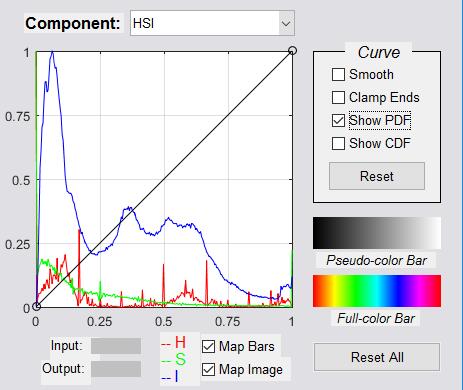 Component: HSI
1
0.75
0.5
0.25
0
0 0.25 0.5 0.75 1
Curve
Smooth
Clamp Ends
Show PDF
Show CDF
Reset
Pseudo-color Bar
Full-color Bar
Input:
Output:
-- H
-- S
-- I
Map Bars
Map Image
Reset All